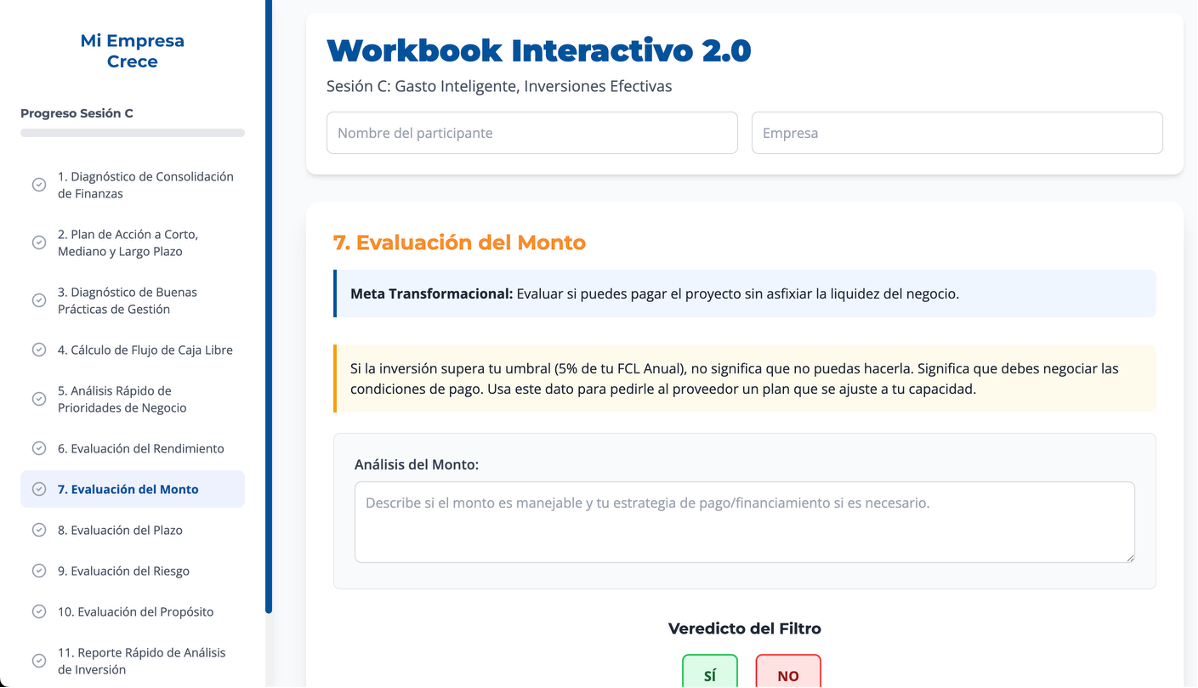 Mi Empresa
Crece
Progreso Sesión C
1. Diagnóstico de Consolidación
de Finanzas
2. Plan de Acción a Corto,
Mediano y Largo Plazo
3. Diagnóstico de Buenas
Prácticas de Gestión
4. Cálculo de Flujo de Caja Libre
5. Análisis Rápido de
Prioridades de Negocio
6. Evaluación del Rendimiento
7. Evaluación del Monto
8. Evaluación del Plazo
9. Evaluación del Riesgo
10. Evaluación del Propósito
11. Reporte Rápido de Análisis
de Inversión
Workbook Interactivo 2.0
Sesión C: Gasto Inteligente, Inversiones Efectivas
Nombre del participante
Empresa
7. Evaluación del Monto
Meta Transformacional: Evaluar si puedes pagar el proyecto sin asfixiar la liquidez del negocio.
Si la inversión supera tu umbral (5% de tu FCL Anual), no significa que no puedas hacerla. Significa que debes negociar las
condiciones de pago. Usa este dato para pedirle al proveedor un plan que se ajuste a tu capacidad.
Análisis del Monto:
Describe si el monto es manejable y tu estrategia de pago/financiamiento si es necesario.
Veredicto del Filtro
SÍ
NO